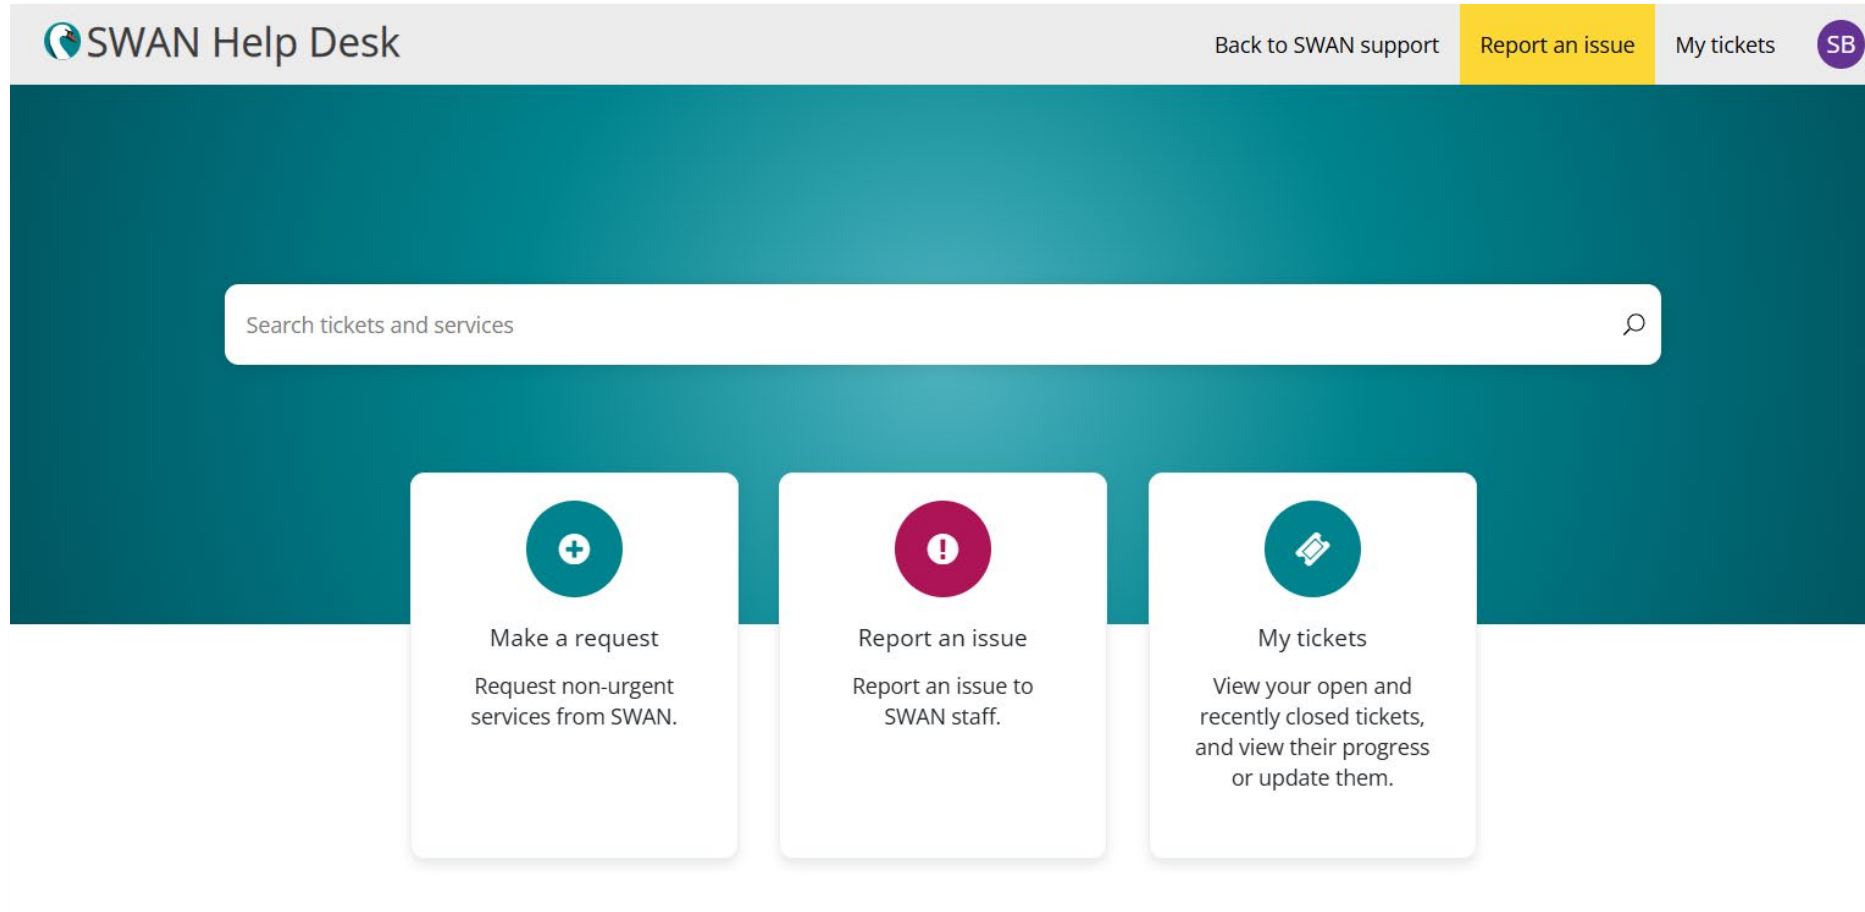 SWAN Help Desk
Back to SWAN support
Report an issue
My tickets
SB
Search tickets and services
Make a request
Request non-urgent
services from SWAN.
Report an issue
Report an issue to
SWAN staff.
My tickets
View your open and
recently closed tickets,
and view their progress
or update them.